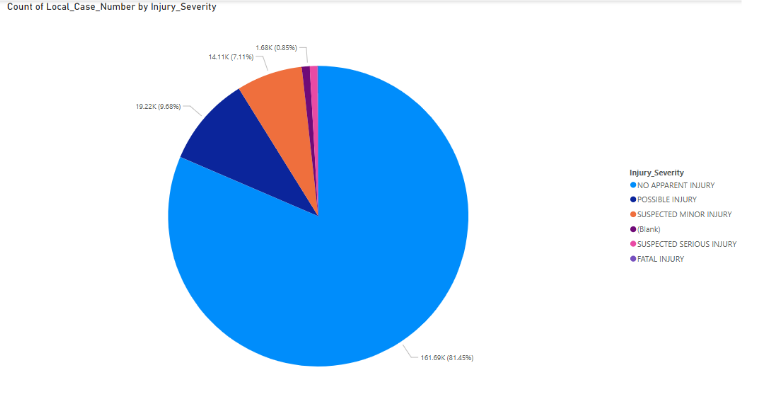 Count of Local_Case_Number by Injury_Severity
1.68K (0.85%)
14.11K (7.11%)
19.22K (9.68%)
161.69K (81.45%)
Injury_Severity
NO APPARENT INJURY
POSSIBLE INJURY
SUSPECTED MINOR INJURY
(Blank)
SUSPECTED SERIOUS INJURY
FATAL INJURY